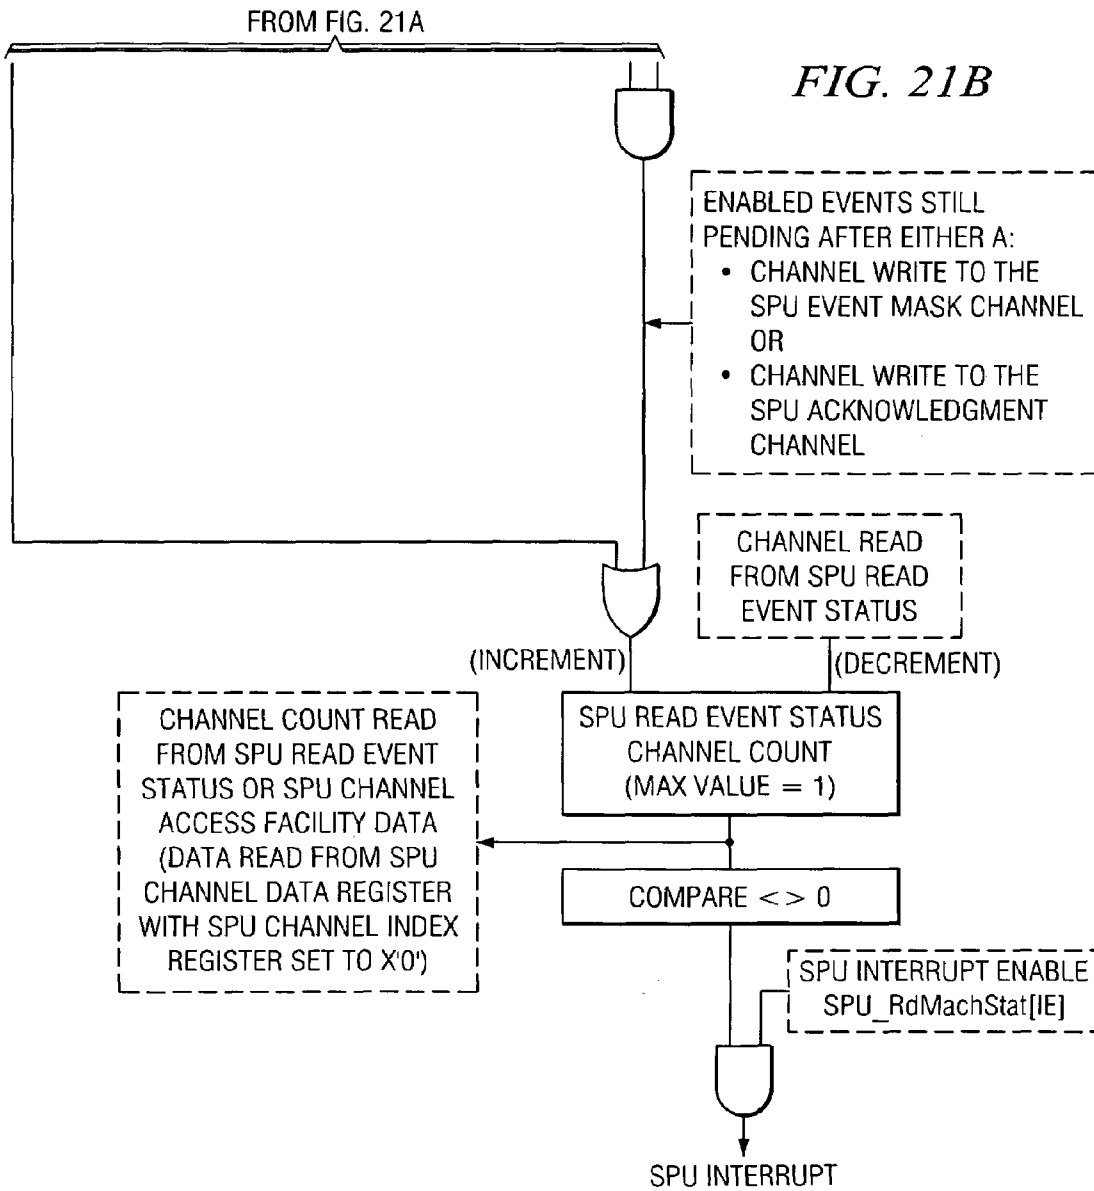 FROM FIG. 21A
FIG. 21B
ENABLED EVENTS STILL
PENDING AFTER EITHER A:
• CHANNEL WRITE TO THE
SPU EVENT MASK CHANNEL
OR
• CHANNEL WRITE TO THE
SPU ACKNOWLEDGMENT
CHANNEL
CHANNEL READ
FROM SPU READ
EVENT STATUS
(INCREMENT)
(DECREMENT)
SPU READ EVENT STATUS
CHANNEL COUNT
(MAX VALUE = 1)
CHANNEL COUNT READ
FROM SPU READ EVENT
STATUS OR SPU CHANNEL
ACCESS FACILITY DATA
(DATA READ FROM SPU
CHANNEL DATA REGISTER
WITH SPU CHANNEL INDEX
REGISTER SET TO X'0')
COMPARE < > 0
SPU INTERRUPT ENABLE
SPU_RdMachStat[IE]
SPU INTERRUPT